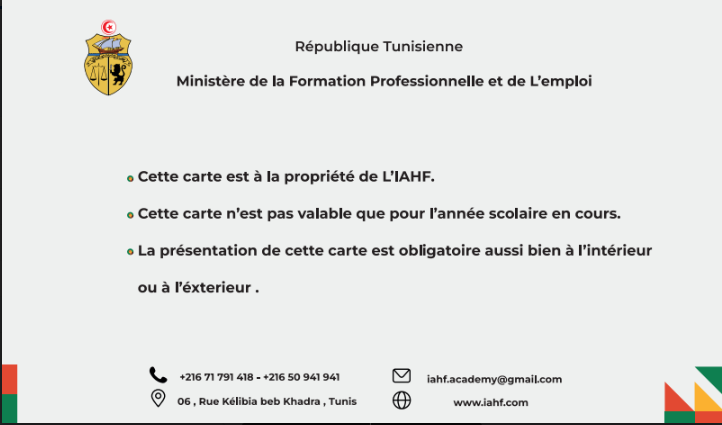 République Tunisienne
Ministère de la Formation Professionnelle et de L'emploi
Cette carte est à la propriété de L'IAHF.
Cette carte n'est pas valable que pour l'année scolaire en cours.
La présentation de cette carte est obligatoire aussi bien à l'intérieur
ou à l'éxterieur .
+216 71 791 418 - +216 50 941 941
iahf.academy@gmail.com
06 , Rue Kélibia beb Khadra , Tunis
www.iahf.com